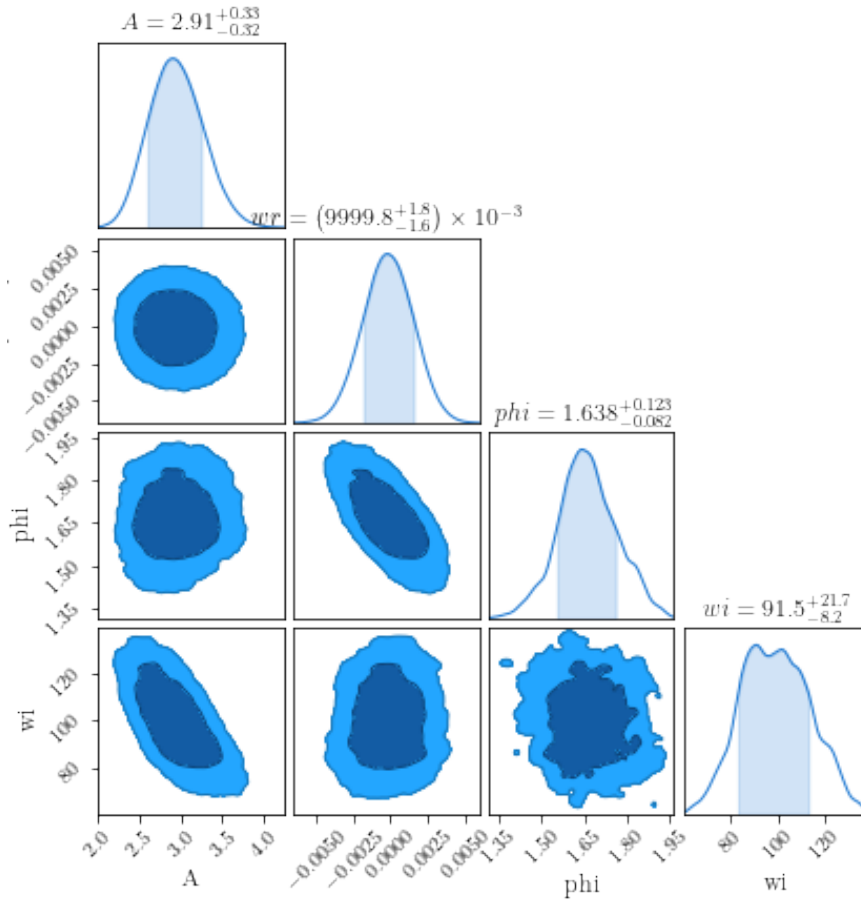 A = 2.91^{+0.33}_{-0.32}
wr = (9999.8^{+1.8}_{-1.6}) × 10^{-3}
0.0050
0.0025
0.0000
−0.0025
−0.0050
phi = 1.638^{+0.123}_{-0.082}
phi
1.95
1.80
1.65
1.50
1.35
wi = 91.5^{+21.7}_{-8.2}
wi
120
100
80
2.0 2.5 3.0 3.5 4.0
−0.0050 −0.0025 0.0000 0.0025 0.0050
1.35 1.50 1.65 1.80 1.95
80 100 120
A phi wi